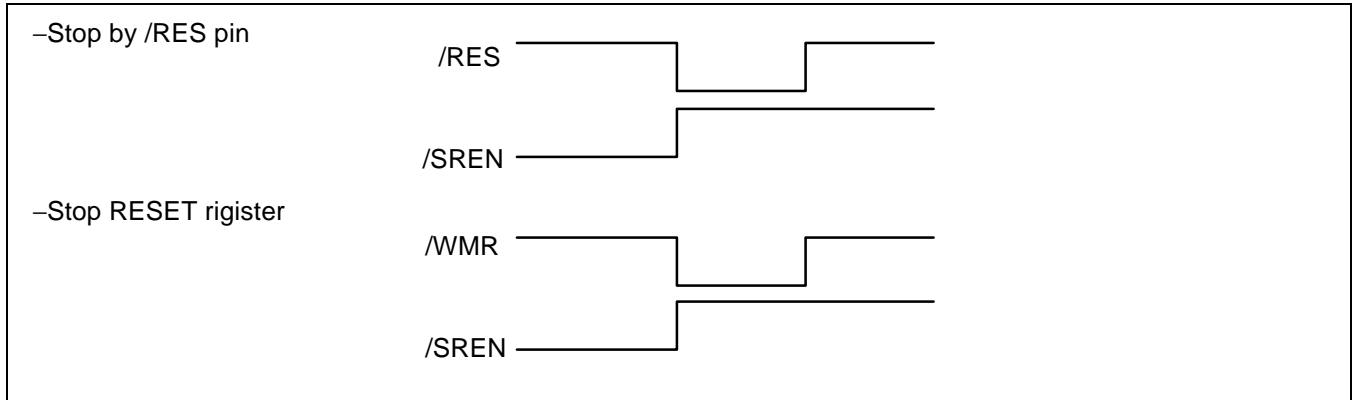 –Stop by /RES pin
/RES
/SREN
–Stop RESET rigister
/WMR
/SREN